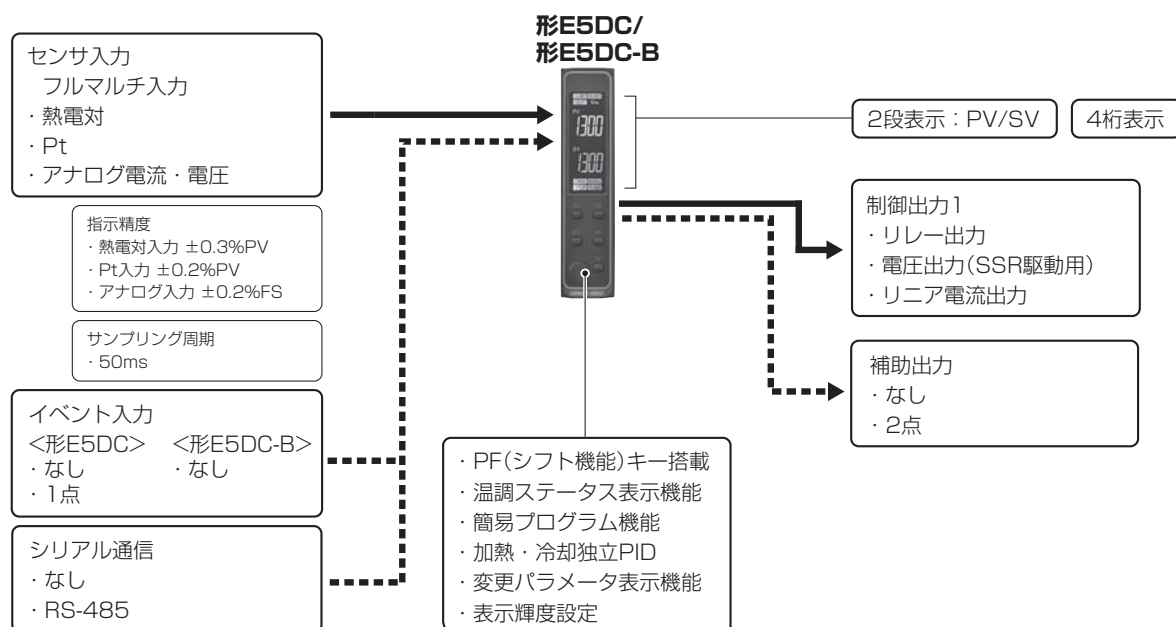 形E5DC/
形E5DC-B
センサ入力
フルマルチ入力
・熱電対
・Pt
・アナログ電流・電圧
指示精度
・熱電対入力 ±0.3%PV
・Pt入力 ±0.2%PV
・アナログ入力 ±0.2%FS
サンプリング周期
・50ms
イベント入力
<形E5DC> <形E5DC-B>
・なし ・なし
・1点
シリアル通信
・なし
・RS-485
PV
1300
SV
1300
2段表示：PV/SV 4桁表示
制御出力1
・リレー出力
・電圧出力(SSR駆動用)
・リニア電流出力
補助出力
・なし
・2点
・PF(シフト機能)キー搭載
・温調ステータス表示機能
・簡易プログラム機能
・加熱・冷却独立PID
・変更パラメータ表示機能
・表示輝度設定